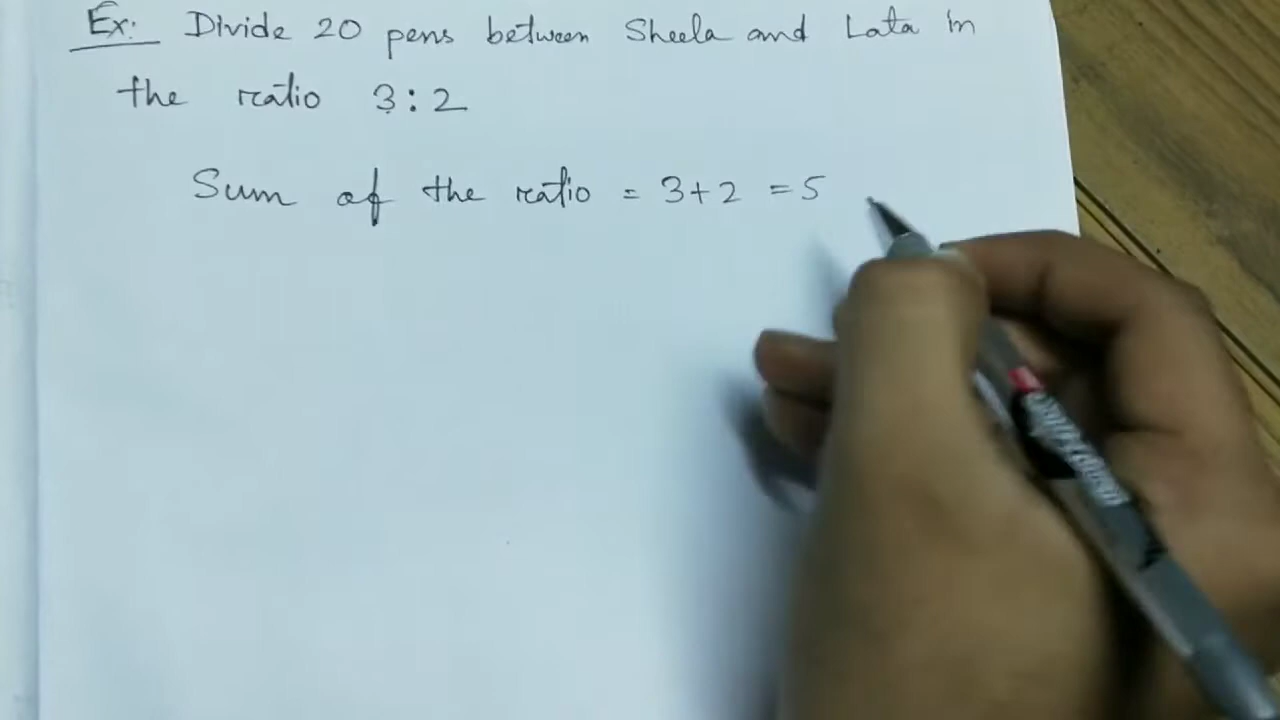 Ex: Divide 20 pens between Sheela and Lata in
the ratio 3:2
Sum of the ratio = 3+2 = 5